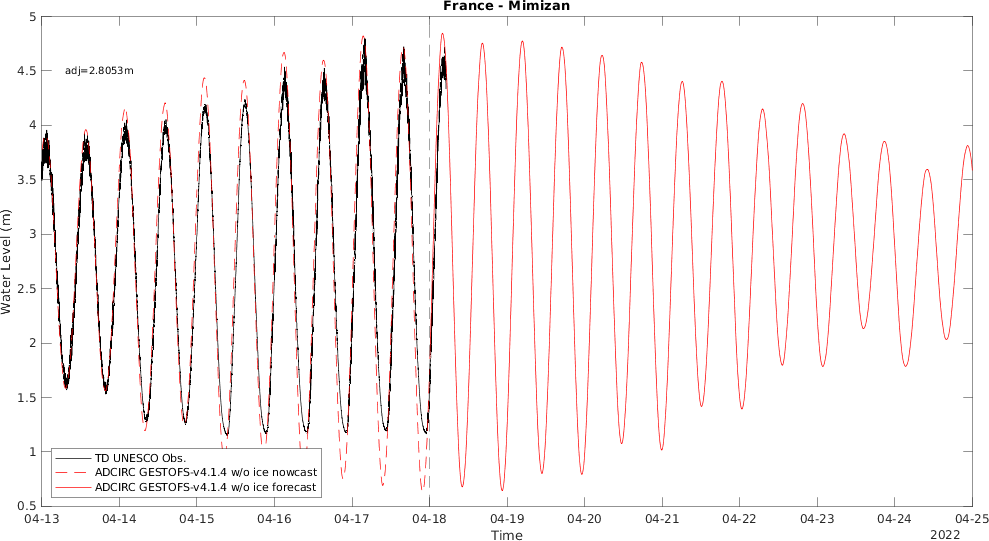 France - Mimizan
5
4.5
4
3.5
3
2.5
2
1.5
1
0.5
Water Level (m)
adj=2.8053m
TD UNESCO Obs.
ADCIRC GESTOFS-v4.1.4 w/o ice nowcast
ADCIRC GESTOFS-v4.1.4 w/o ice forecast
04-13 04-14 04-15 04-16 04-17 04-18 04-19 04-20 04-21 04-22 04-23 04-24 04-25
Time
2022